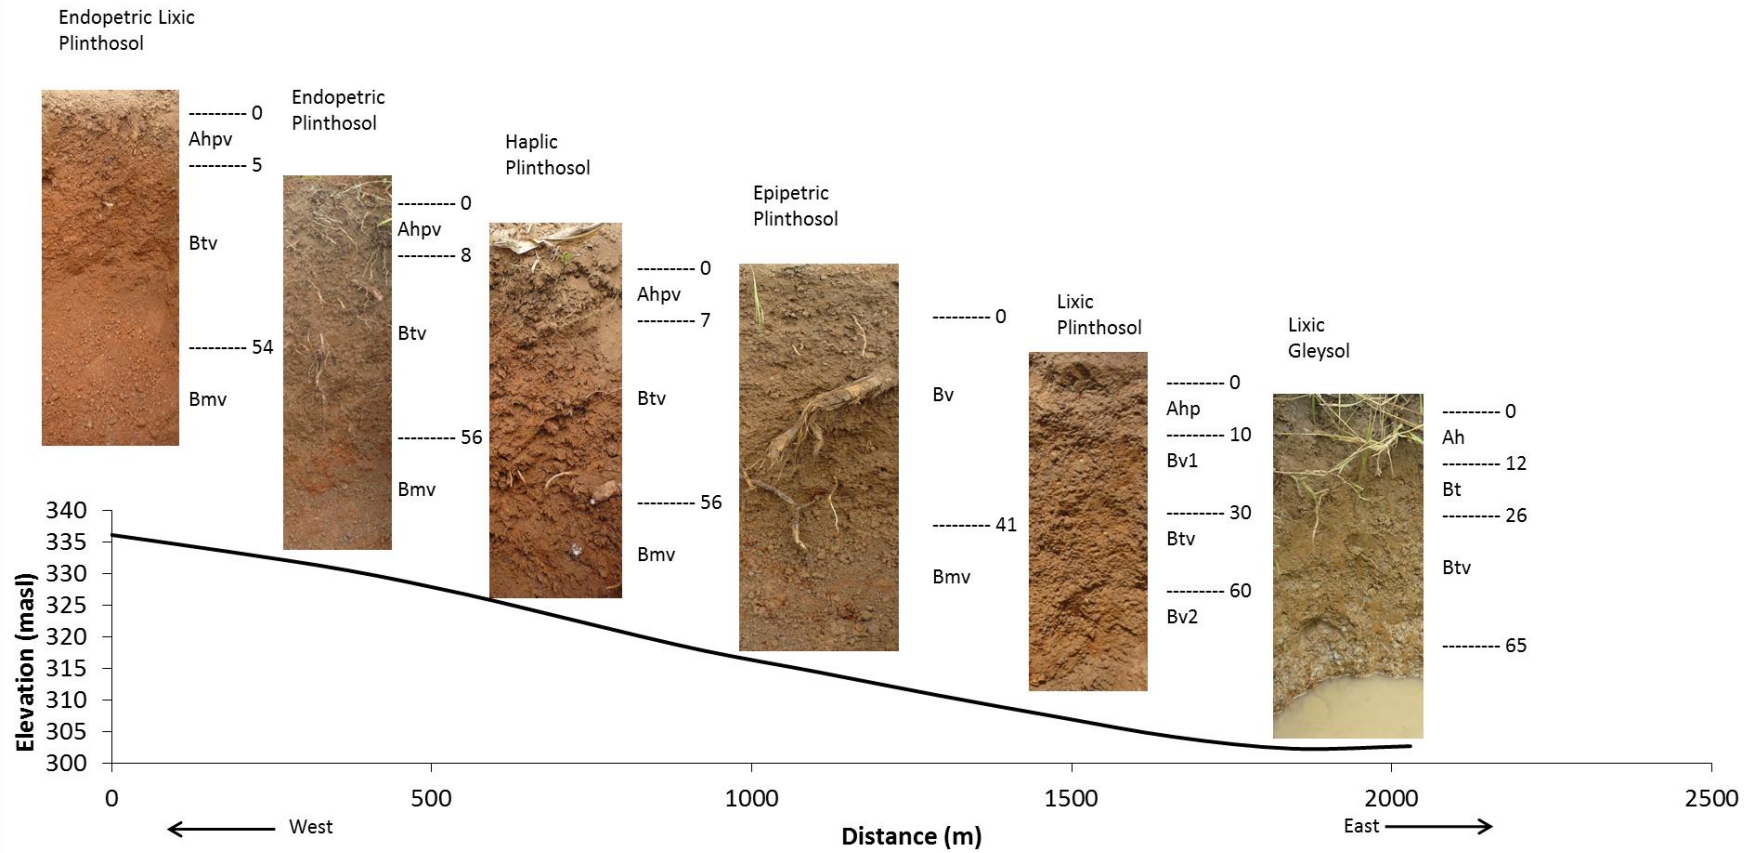 Endopetric Lixic
Plinthosol
--------- 0
Ahpv
--------- 5
Btv
--------- 54
Bmv
Endopetric
Plinthosol
--------- 0
Ahpv
--------- 8
Btv
--------- 56
Bmv
Haplic
Plinthosol
--------- 0
Ahpv
--------- 7
Btv
--------- 56
Bmv
Epipetric
Plinthosol
--------- 0
Bv
--------- 41
Bmv
Lixic
Plinthosol
--------- 0
Ahp
--------- 10
Bv1
--------- 30
Btv
--------- 60
Bv2
Lixic
Gleysol
--------- 0
Ah
--------- 12
Bt
--------- 26
Btv
--------- 65
Elevation (masl)
340
335
330
325
320
315
310
305
300
0 500 1000 1500 2000 2500
West
Distance (m)
East